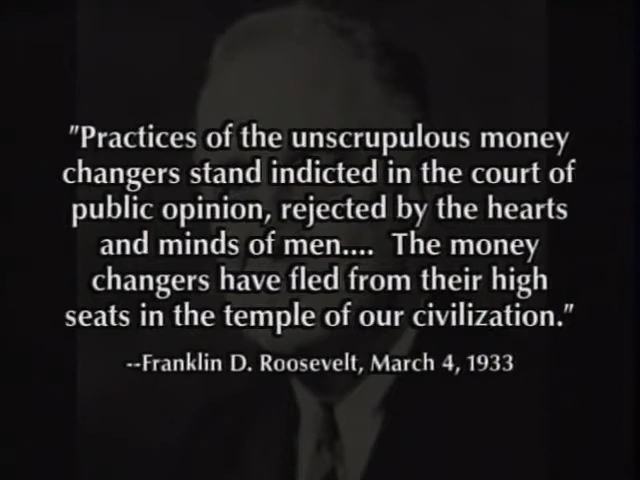 "Practices of the unscrupulous money
changers stand indicted in the court of
public opinion, rejected by the hearts
and minds of men.... The money
changers have fled from their high
seats in the temple of our civilization."
--Franklin D. Roosevelt, March 4, 1933